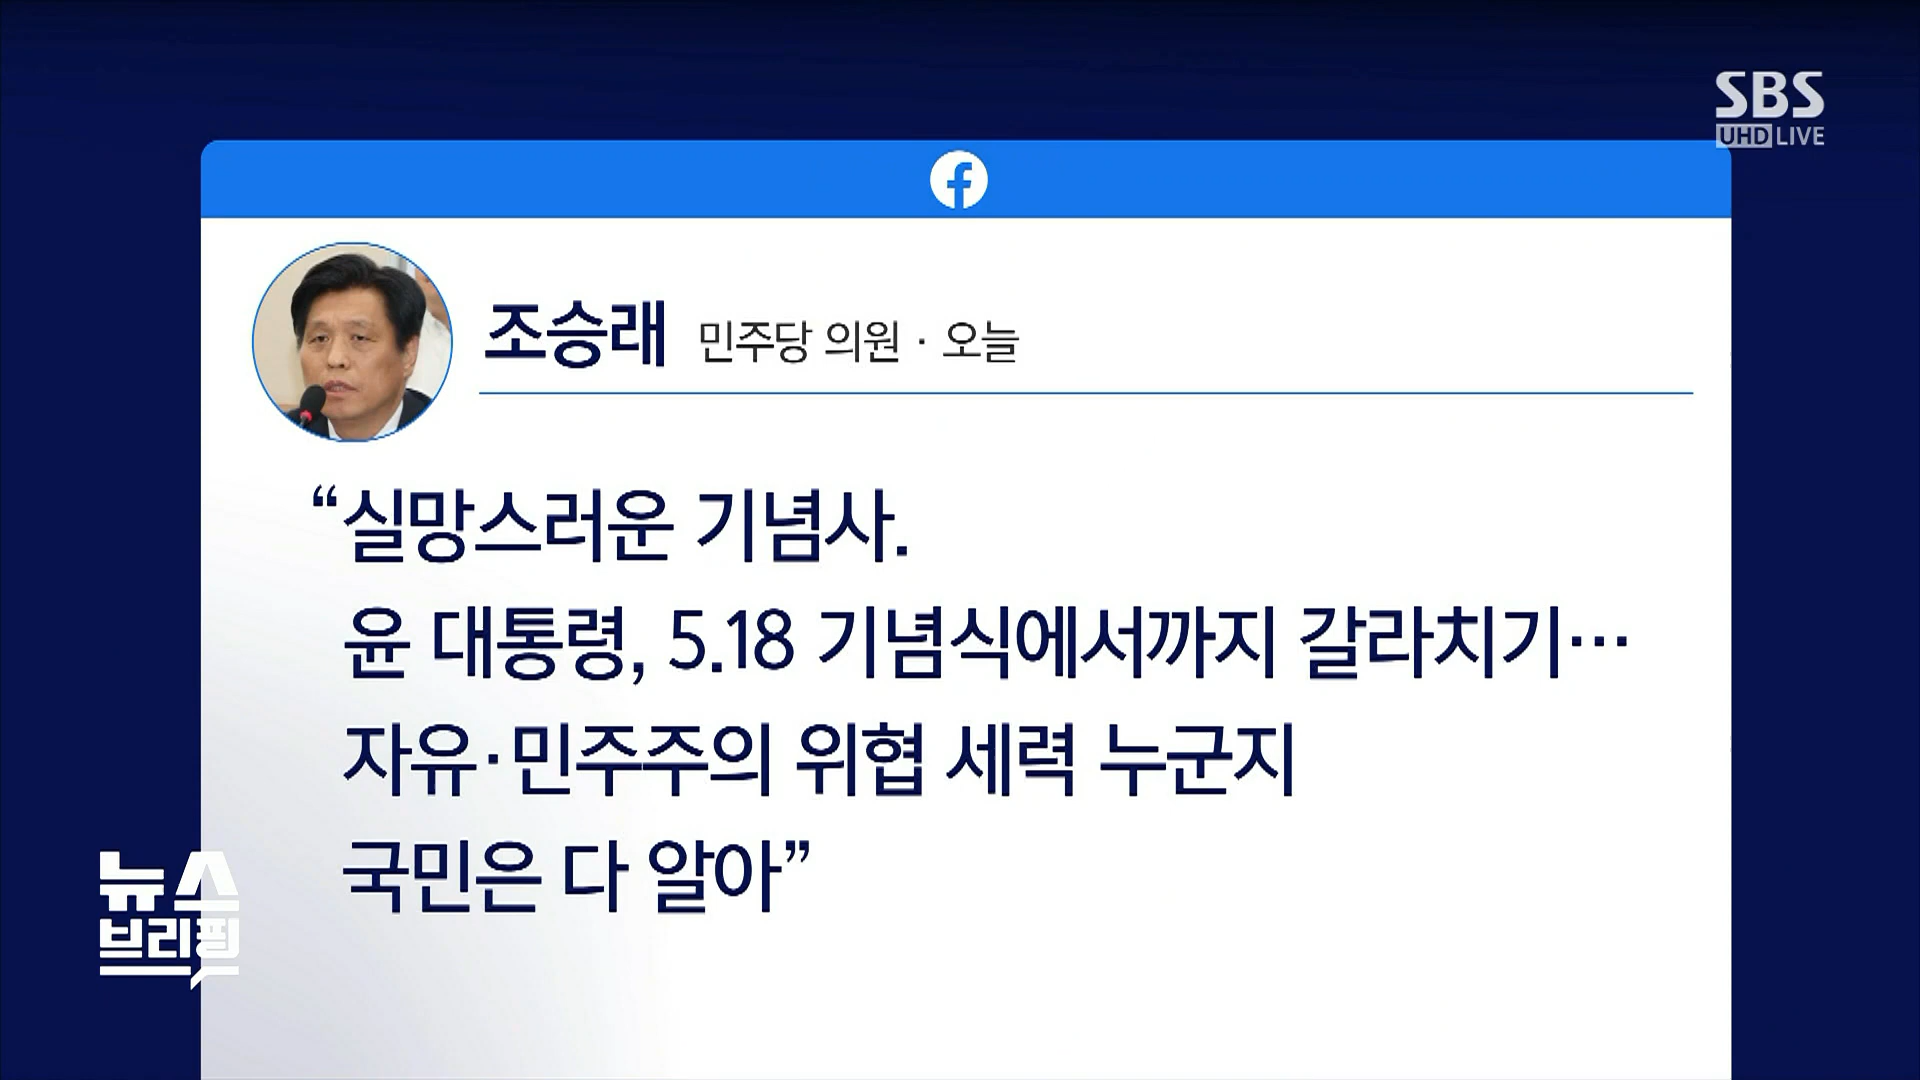 SBS
UHD LIVE
조승래 민주당 의원 · 오늘
“실망스러운 기념사.
윤 대통령, 5.18 기념식에서까지 갈라치기…
자유·민주주의 위협 세력 누군지
국민은 다 알아”
뉴스
브리핑